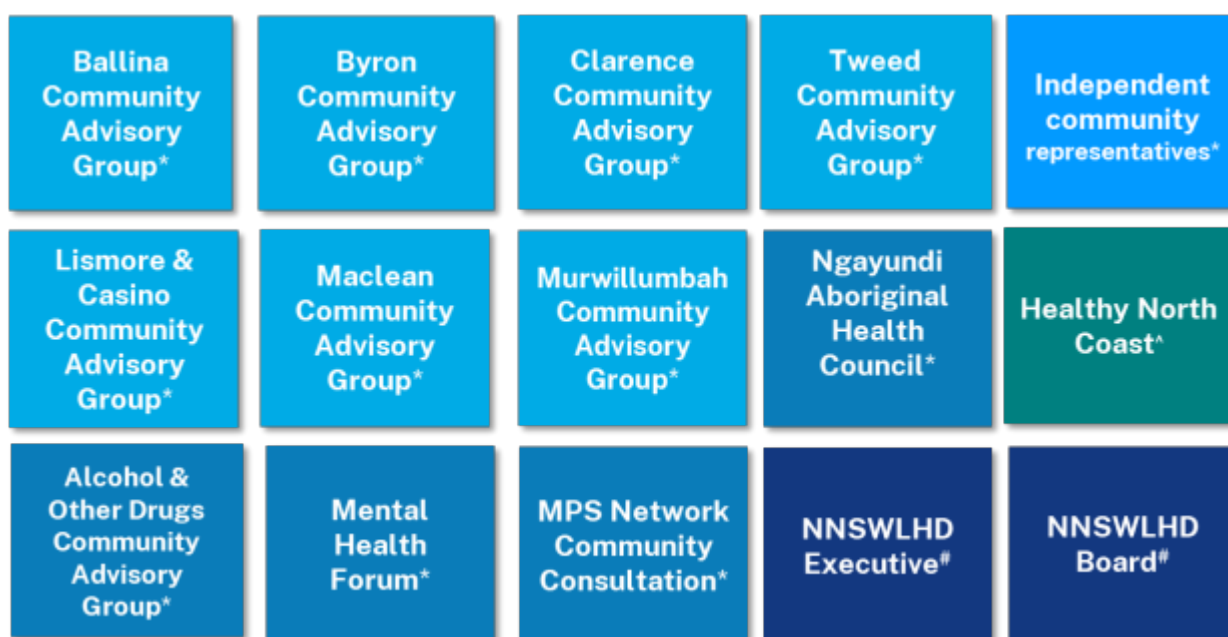 Ballina
Community
Advisory
Group*
Byron
Community
Advisory
Group*
Clarence
Community
Advisory
Group*
Tweed
Community
Advisory
Group*
Independent
community
representatives*
Lismore &
Casino
Community
Advisory
Group*
Maclean
Community
Advisory
Group*
Murwillumbah
Community
Advisory
Group*
Ngayundi
Aboriginal
Health
Council*
Healthy North
Coast^
Alcohol &
Other Drugs
Community
Advisory
Group*
Mental
Health
Forum*
MPS Network
Community
Consultation*
NNSWLHD
Executive#
NNSWLHD
Board#